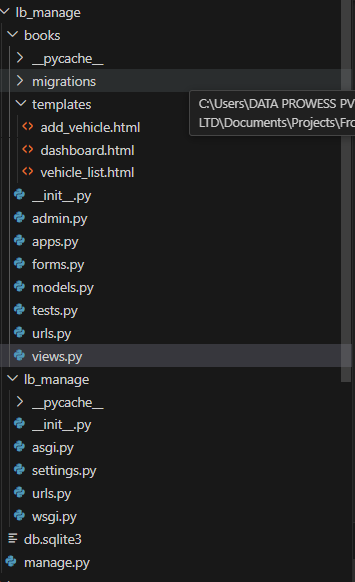 lb_manage
books
__pycache__
migrations
C:\Users\DATA PROWESS PV
templates
LTD\Documents\Projects\Fro
add_vehicle.html
dashboard.html
vehicle_list.html
__init__.py
admin.py
apps.py
forms.py
models.py
tests.py
urls.py
views.py
lb_manage
__pycache__
__init__.py
asgi.py
settings.py
urls.py
wsgi.py
db.sqlite3
manage.py